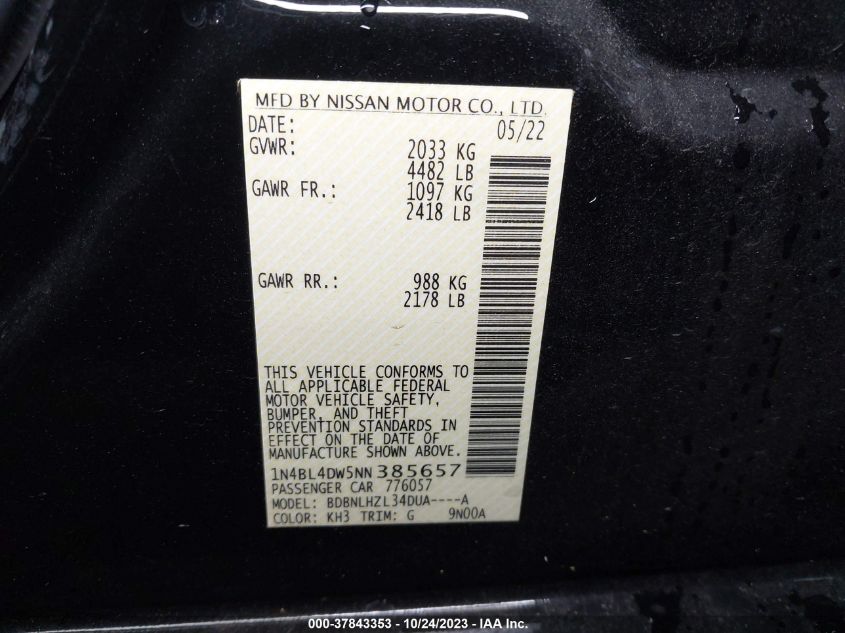 MFD BY NISSAN MOTOR CO., LTD.
DATE: 05/22
GVWR: 2033 KG
4482 LB
GAWR FR.: 1097 KG
2418 LB
GAWR RR.: 988 KG
2178 LB
THIS VEHICLE CONFORMS TO
ALL APPLICABLE FEDERAL
MOTOR VEHICLE SAFETY,
BUMPER, AND THEFT
PREVENTION STANDARDS IN
EFFECT ON THE DATE OF
MANUFACTURE SHOWN ABOVE.
1N4BL4DW5NN385657
PASSENGER CAR 776057
MODEL: BDBNLHZL34DUA----A
COLOR: KH3 TRIM: G 9N00A
000-37843353 - 10/24/2023 - IAA Inc.